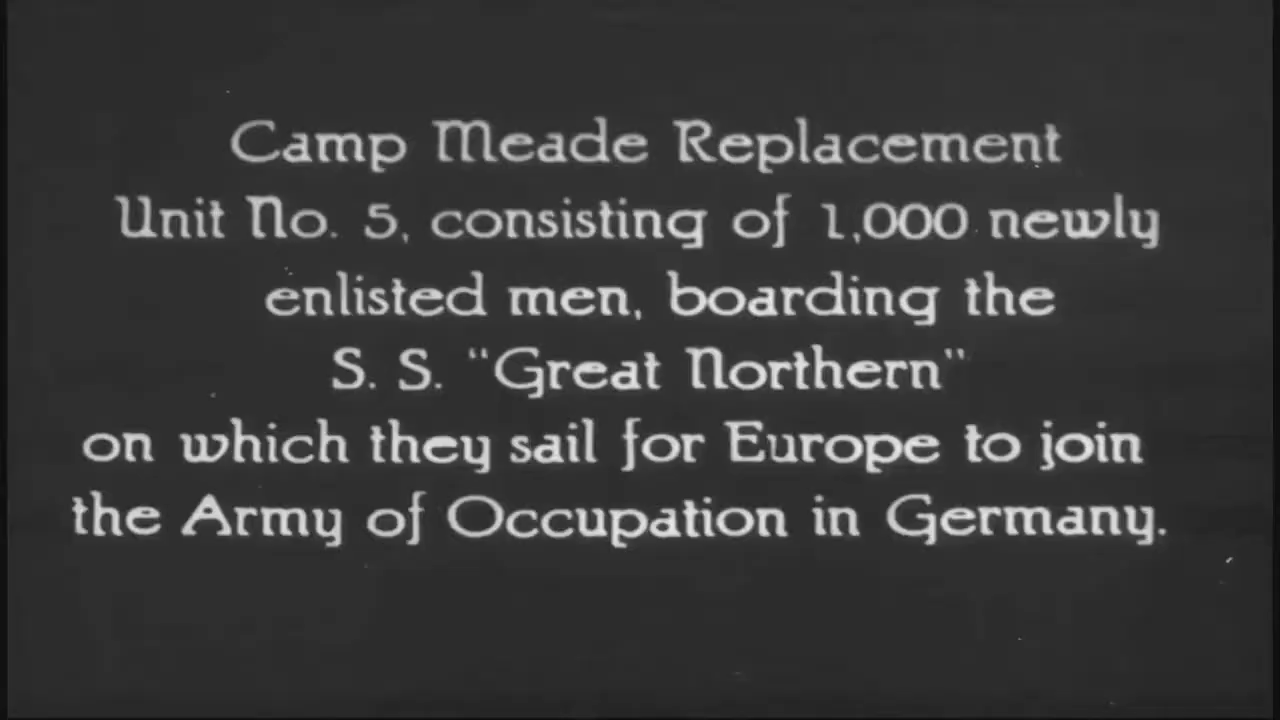 Camp Meade Replacement
Unit No. 5, consisting of 1,000 newly
enlisted men, boarding the
S. S. "Great Northern"
on which they sail for Europe to join
the Army of Occupation in Germany.